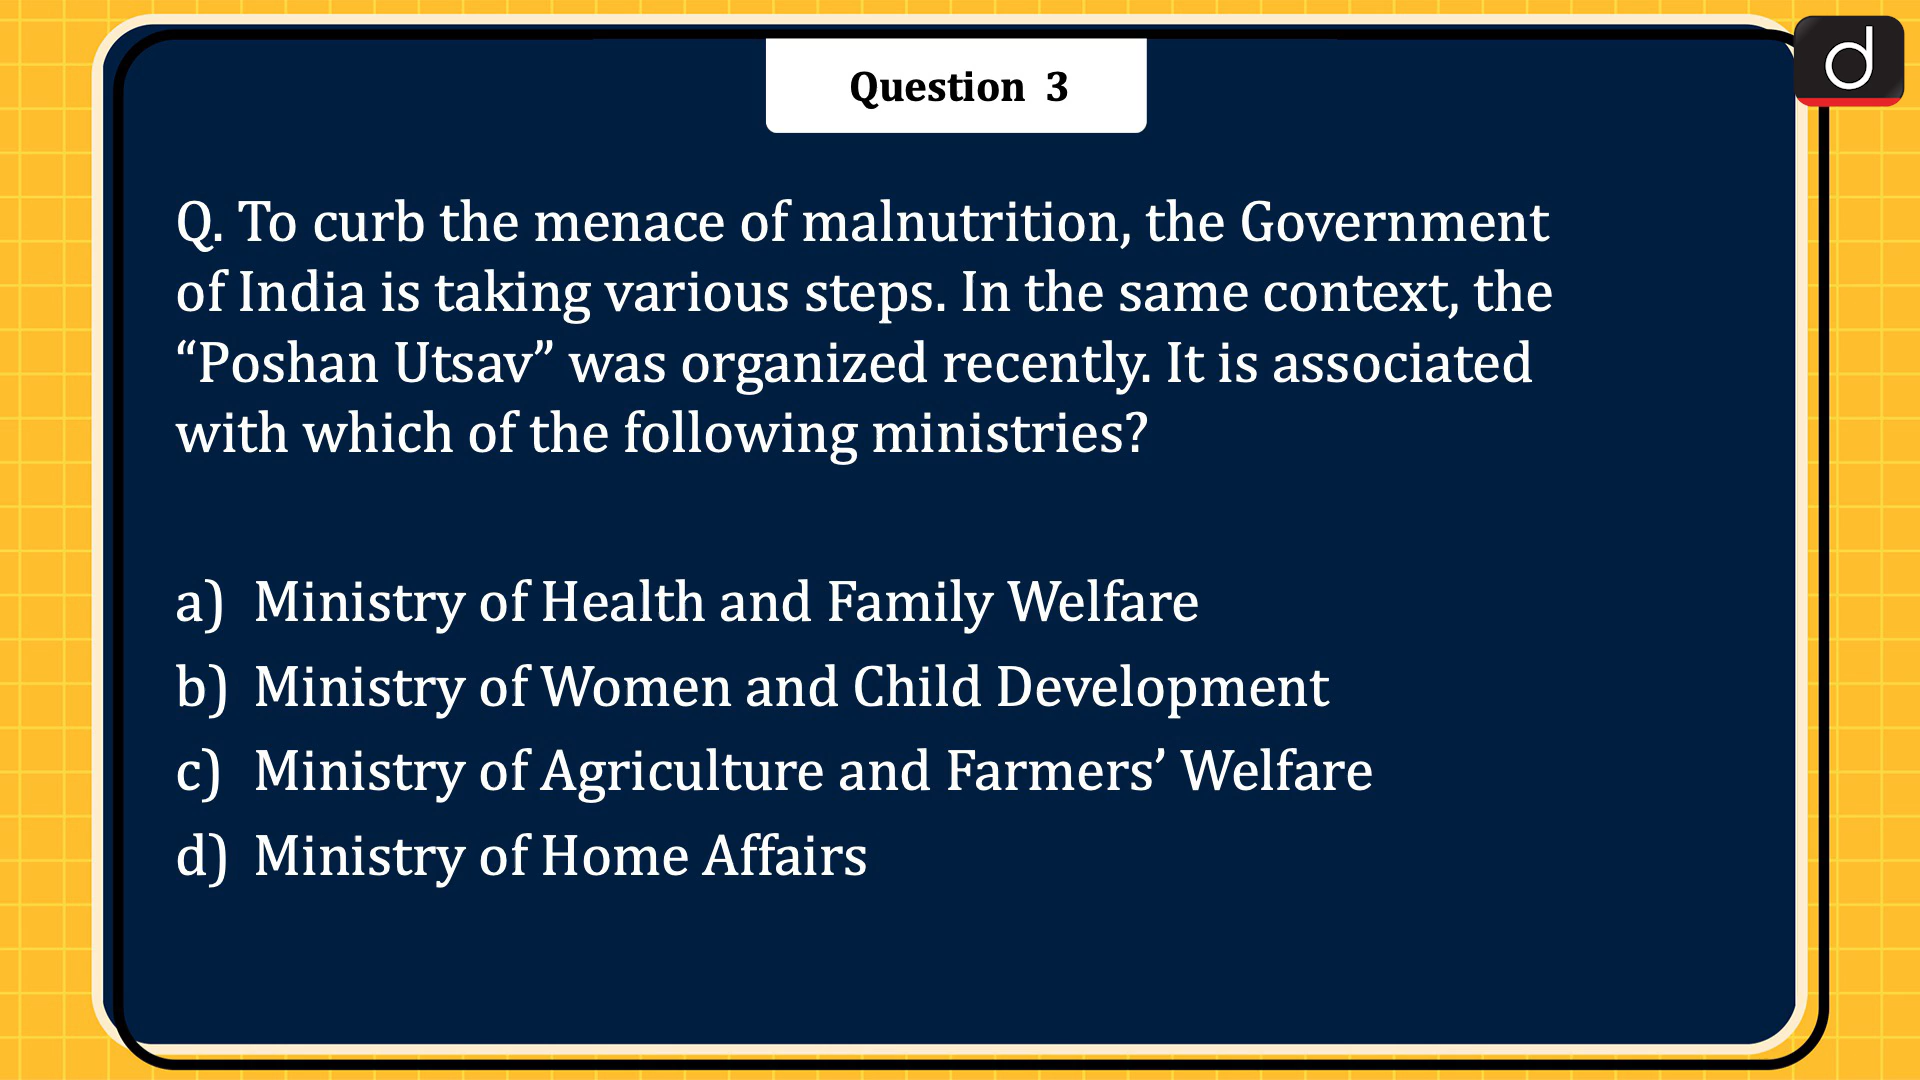 Question 3
d
Q. To curb the menace of malnutrition, the Government
of India is taking various steps. In the same context, the
“Poshan Utsav” was organized recently. It is associated
with which of the following ministries?
a) Ministry of Health and Family Welfare
b) Ministry of Women and Child Development
c) Ministry of Agriculture and Farmers’ Welfare
d) Ministry of Home Affairs